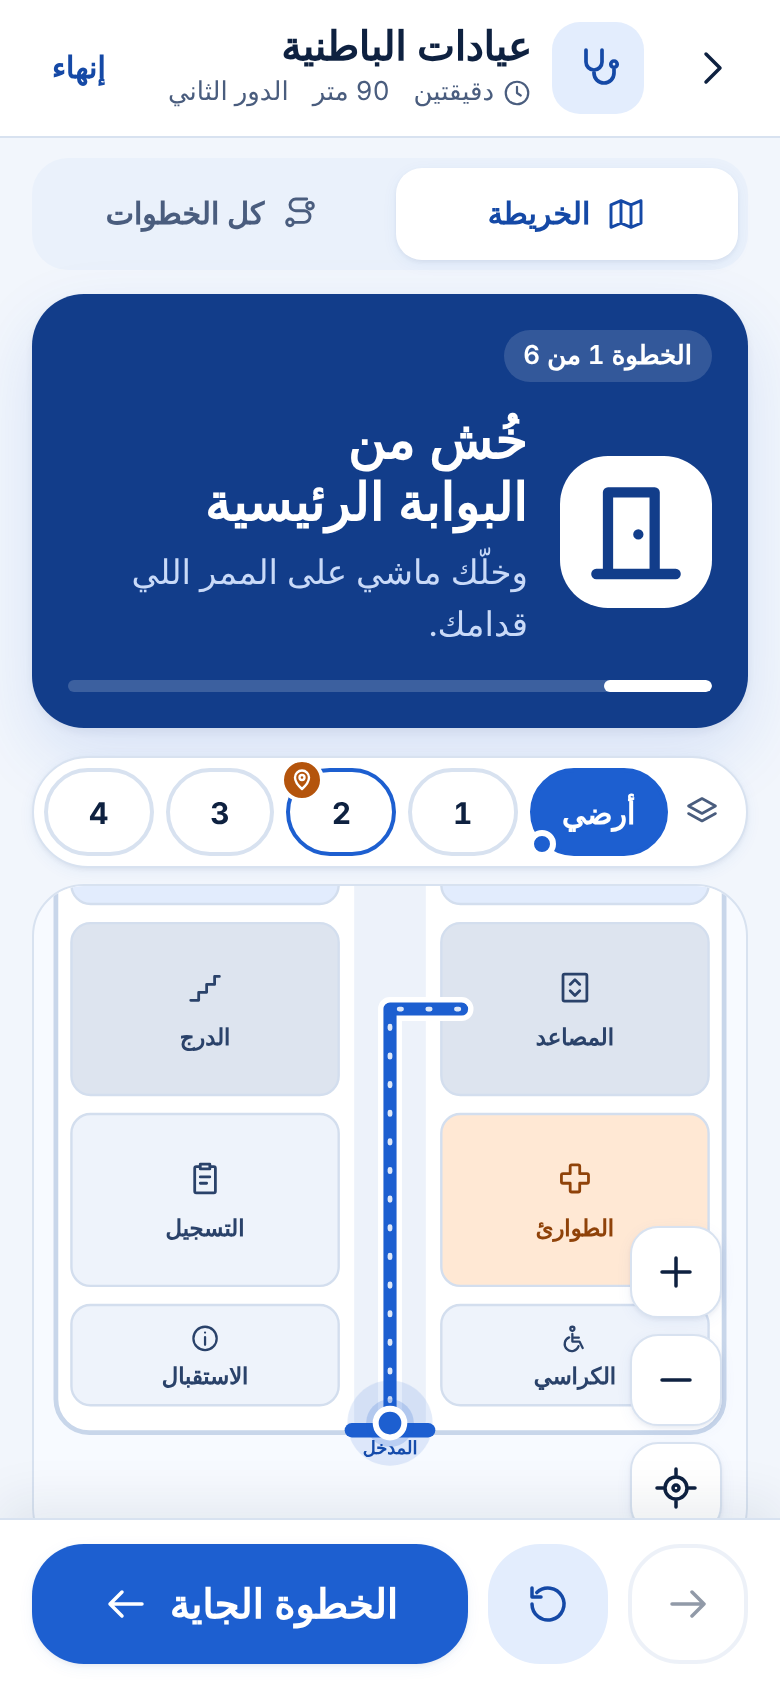 عيادات الباطنية
دقيقتين 90 متر الدور الثاني
إنهاء
الخريطة
كل الخطوات
الخطوة 1 من 6
خُش من
البوابة الرئيسية
وخلّك ماشي على الممر اللي
قدامك.
أرضي
1
2
3
4
المصاعد
الدرج
الطوارئ
التسجيل
الكراسي
الاستقبال
المدخل
الخطوة الجاية